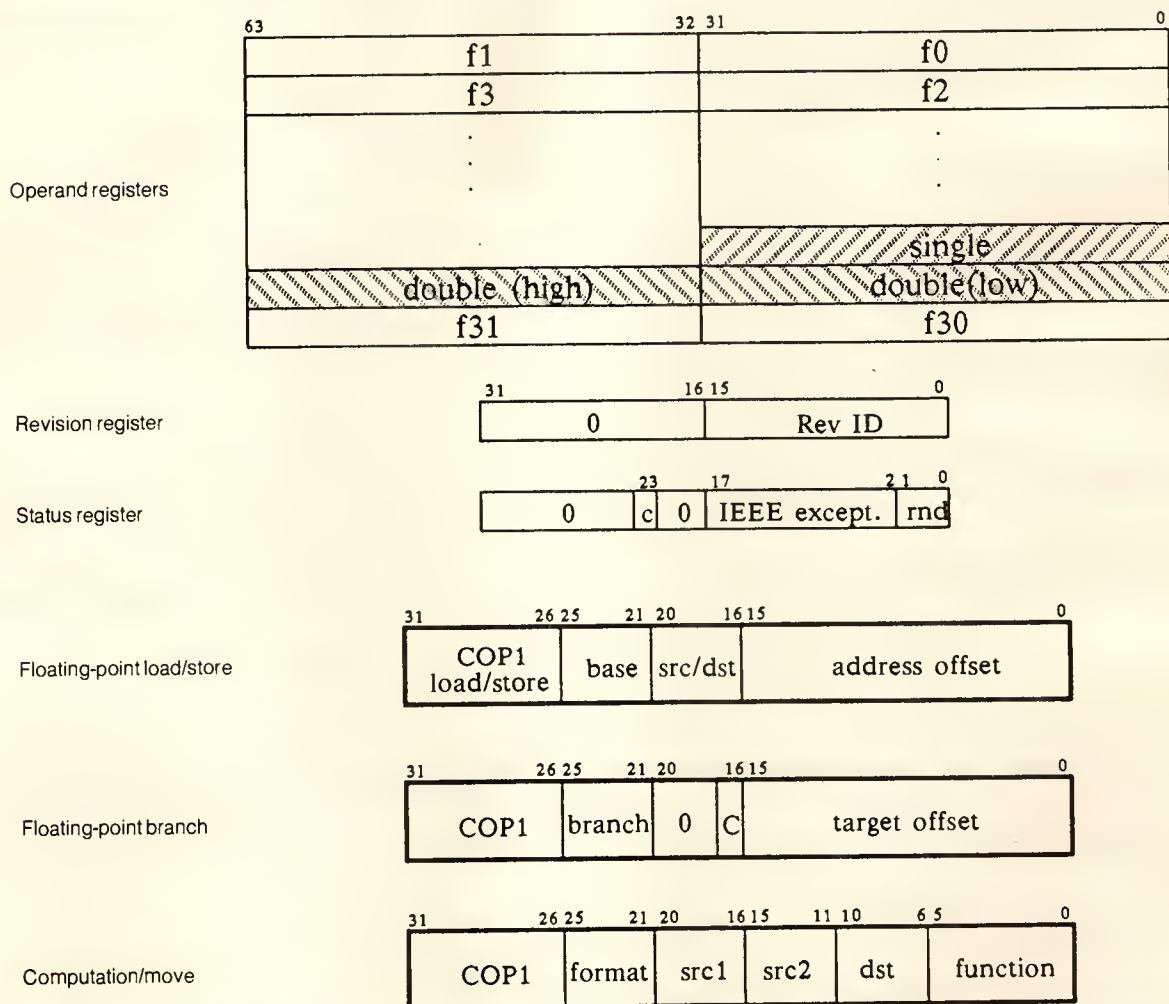 63 32 31 0
f1 f0
f3 f2
Operand registers
single
double (high) double(low)
f31 f30
31 16 15 0
Revision register 0 Rev ID
23 17 2 1 0
Status register 0 c 0 IEEE except. rnd
31 26 25 21 20 16 15 0
Floating-point load/store COP1 load/store base src/dst address offset
31 26 25 21 20 16 15 0
Floating-point branch COP1 branch 0 C target offset
31 26 25 21 20 16 15 11 10 6 5 0
Computation/move COP1 format src1 src2 dst function